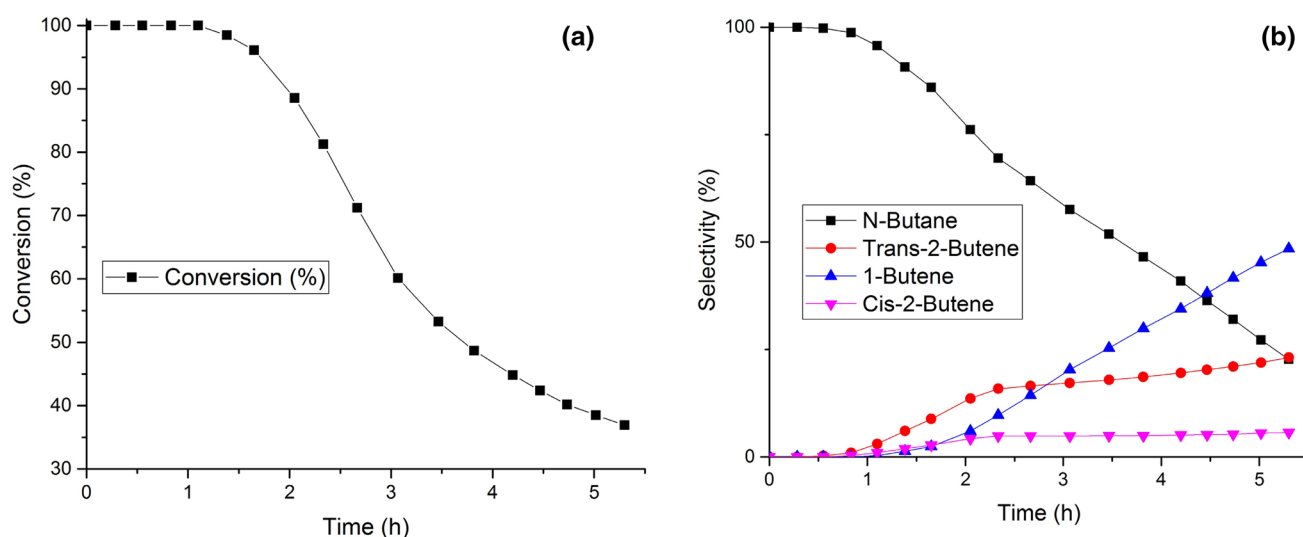 (a)
Conversion (%)
100
90
80
70
60
50
40
30
Conversion (%)
0
1
2
3
4
5
Time (h)
(b)
Selectivity (%)
100
50
0
N-Butane
Trans-2-Butene
1-Butene
Cis-2-Butene
0
1
2
3
4
5
Time (h)